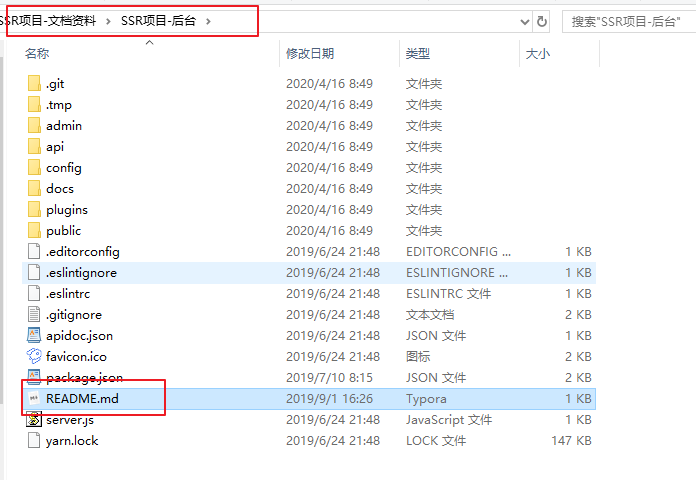 SSR项目-文档资料 > SSR项目-后台 >
搜索"SSR项目-后台"
名称 修改日期 类型 大小
.git 2020/4/16 8:49 文件夹
.tmp 2020/4/16 8:49 文件夹
admin 2020/4/16 8:49 文件夹
api 2020/4/16 8:49 文件夹
config 2020/4/16 8:49 文件夹
docs 2020/4/16 8:49 文件夹
plugins 2020/4/16 8:49 文件夹
public 2020/4/16 8:49 文件夹
.editorconfig 2019/6/24 21:48 EDITORCONFIG ... 1 KB
.eslintignore 2019/6/24 21:48 ESLINTIGNORE ... 1 KB
.eslintrc 2019/6/24 21:48 ESLINTRC 文件 1 KB
.gitignore 2019/6/24 21:48 文本文档 2 KB
apidoc.json 2019/6/24 21:48 JSON 文件 1 KB
favicon.ico 2019/6/24 21:48 图标 2 KB
package.json 2019/7/10 8:15 JSON 文件 2 KB
README.md 2019/9/1 16:26 Typora 1 KB
server.js 2019/6/24 21:48 JavaScript 文件 1 KB
yarn.lock 2019/6/24 21:48 LOCK 文件 147 KB